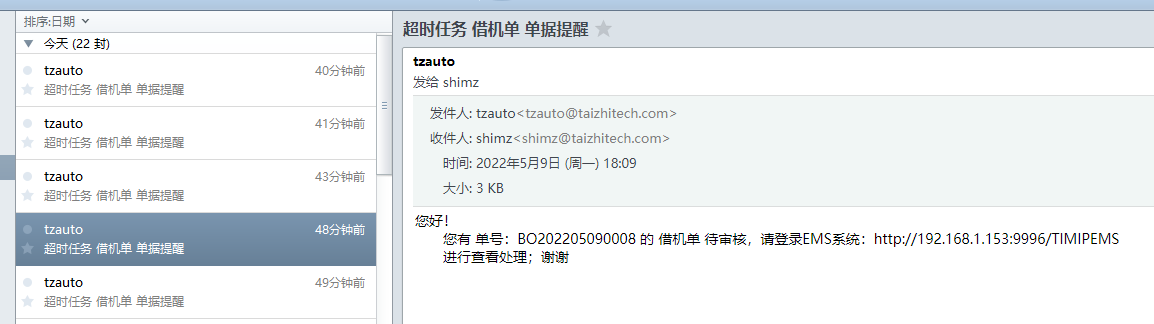 排序:日期
今天 (22 封)
tzauto
40分钟前
超时任务 借机单 单据提醒
tzauto
41分钟前
超时任务 借机单 单据提醒
tzauto
43分钟前
超时任务 借机单 单据提醒
tzauto
48分钟前
超时任务 借机单 单据提醒
tzauto
49分钟前
超时任务 借机单 单据提醒
超时任务 借机单 单据提醒
tzauto
发给 shimz
发件人: tzauto<tzauto@taizhitech.com>
收件人: shimz<shimz@taizhitech.com>
时间: 2022年5月9日 (周一) 18:09
大小: 3 KB
您好!
您有 单号：BO202205090008 的 借机单 待审核，请登录EMS系统：http://192.168.1.153:9996/TIMIPEMS
进行查看处理；谢谢